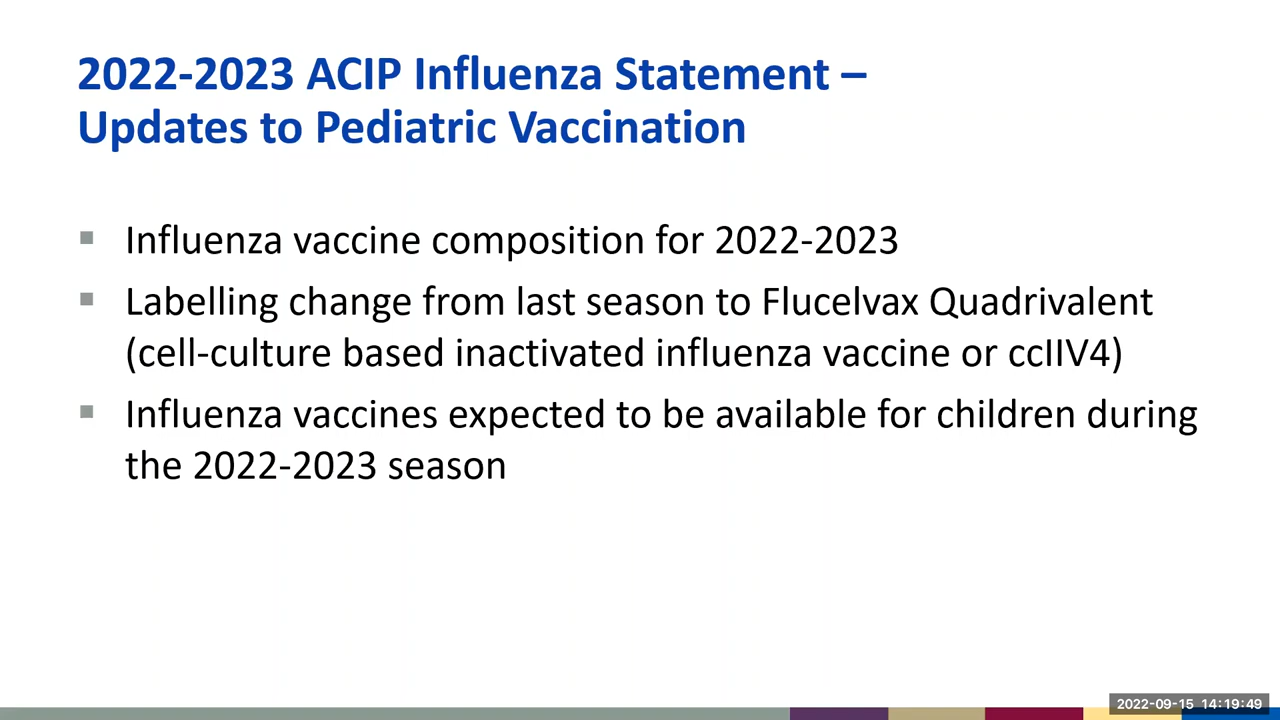 2022-2023 ACIP Influenza Statement –
Updates to Pediatric Vaccination
▪ Influenza vaccine composition for 2022-2023
▪ Labelling change from last season to Flucelvax Quadrivalent
(cell-culture based inactivated influenza vaccine or ccIIV4)
▪ Influenza vaccines expected to be available for children during
the 2022-2023 season
2022-09-15 14:19:49